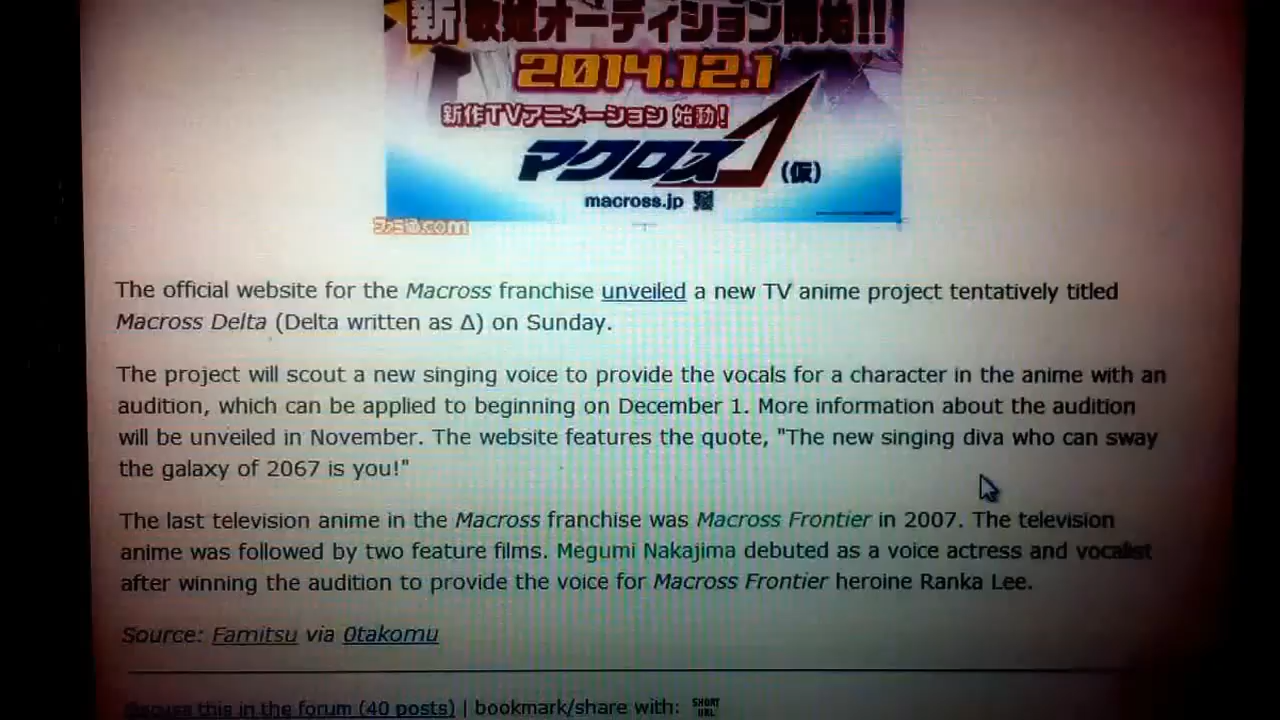 新歌姫オーディション開始!!
2014.12.1
新作TVアニメーション 始動!
マクロスΔ(仮)
macross.jp
ファミ通.com
The official website for the Macross franchise unveiled a new TV anime project tentatively titled
Macross Delta (Delta written as Δ) on Sunday.
The project will scout a new singing voice to provide the vocals for a character in the anime with an
audition, which can be applied to beginning on December 1. More information about the audition
will be unveiled in November. The website features the quote, "The new singing diva who can sway
the galaxy of 2067 is you!"
The last television anime in the Macross franchise was Macross Frontier in 2007. The television
anime was followed by two feature films. Megumi Nakajima debuted as a voice actress and vocalist
after winning the audition to provide the voice for Macross Frontier heroine Ranka Lee.
Source: Famitsu via 0takomu
discuss this in the forum (40 posts) | bookmark/share with: SHORT URL